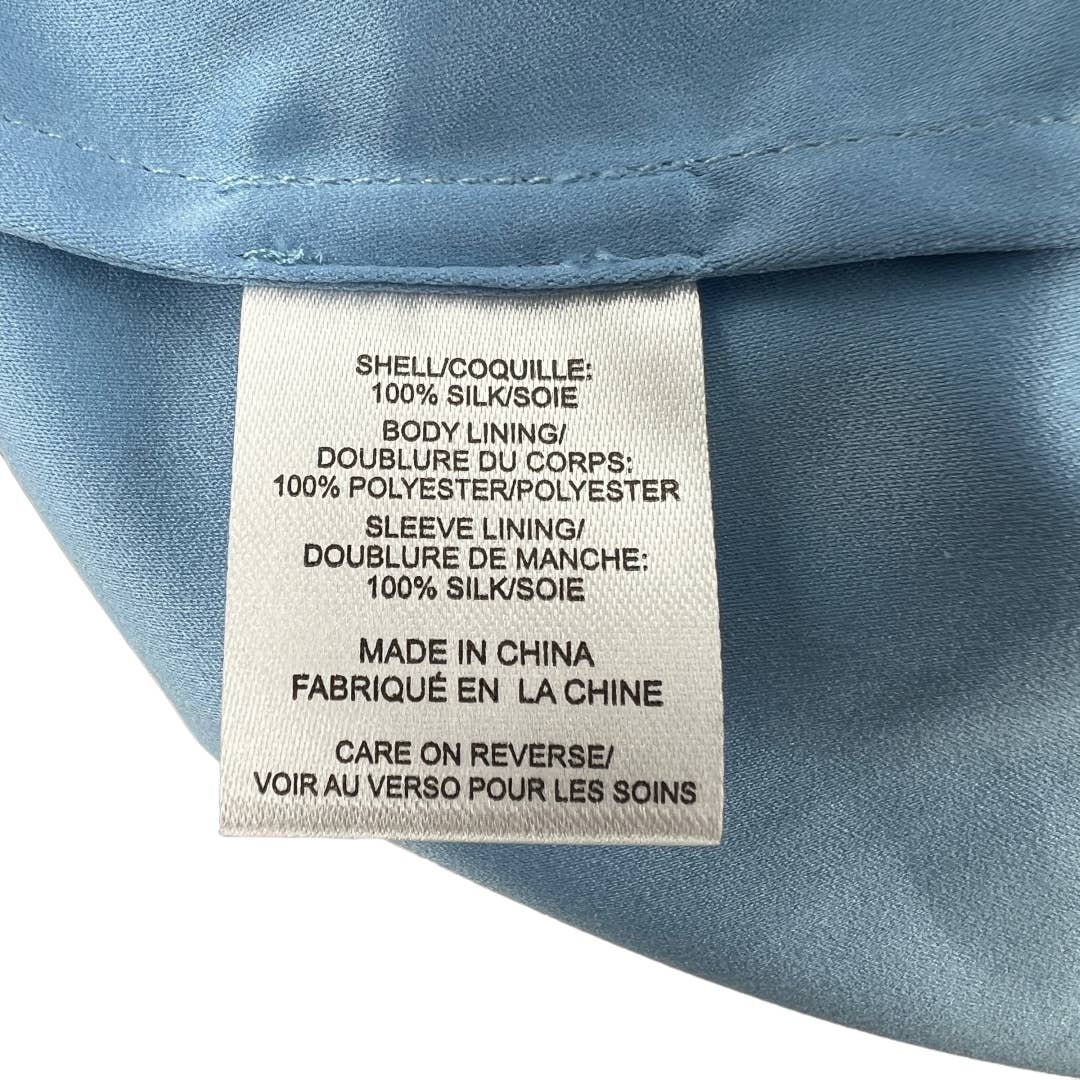 SHELL/COQUILLE:
100% SILK/SOIE
BODY LINING/
DOUBLURE DU CORPS:
100% POLYESTER/POLYESTER
SLEEVE LINING/
DOUBLURE DE MANCHE:
100% SILK/SOIE
MADE IN CHINA
FABRIQUÉ EN LA CHINE
CARE ON REVERSE/
VOIR AU VERSO POUR LES SOINS